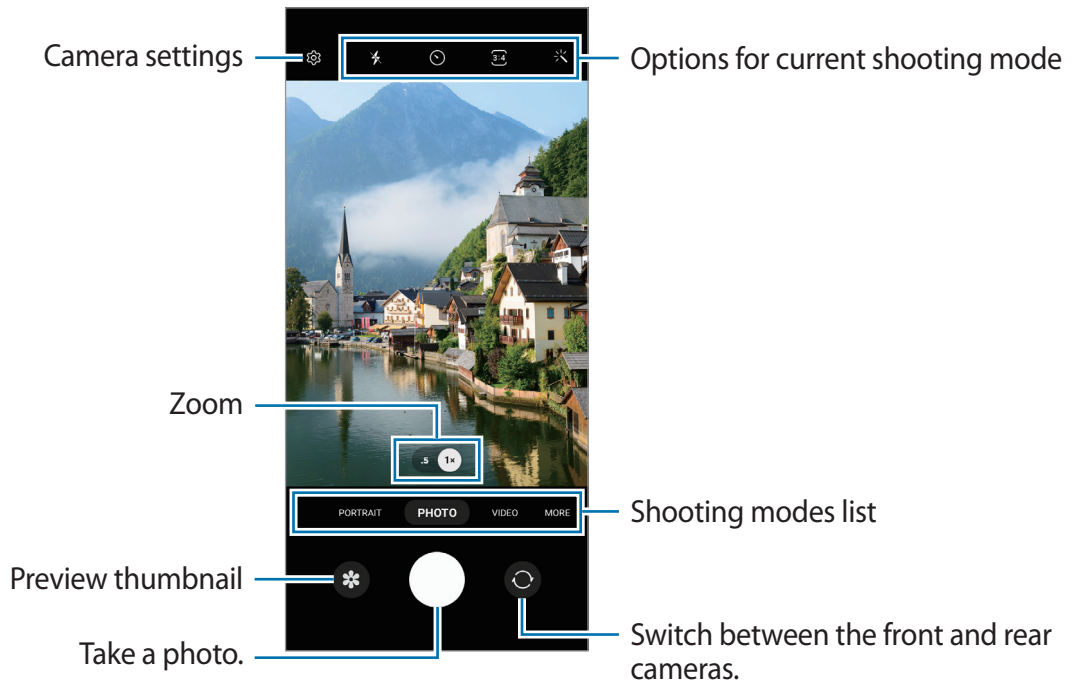 Camera settings
Options for current shooting mode
3:4
Zoom
.5 1×
PORTRAIT PHOTO VIDEO MORE
Shooting modes list
Preview thumbnail
Take a photo.
Switch between the front and rear
cameras.